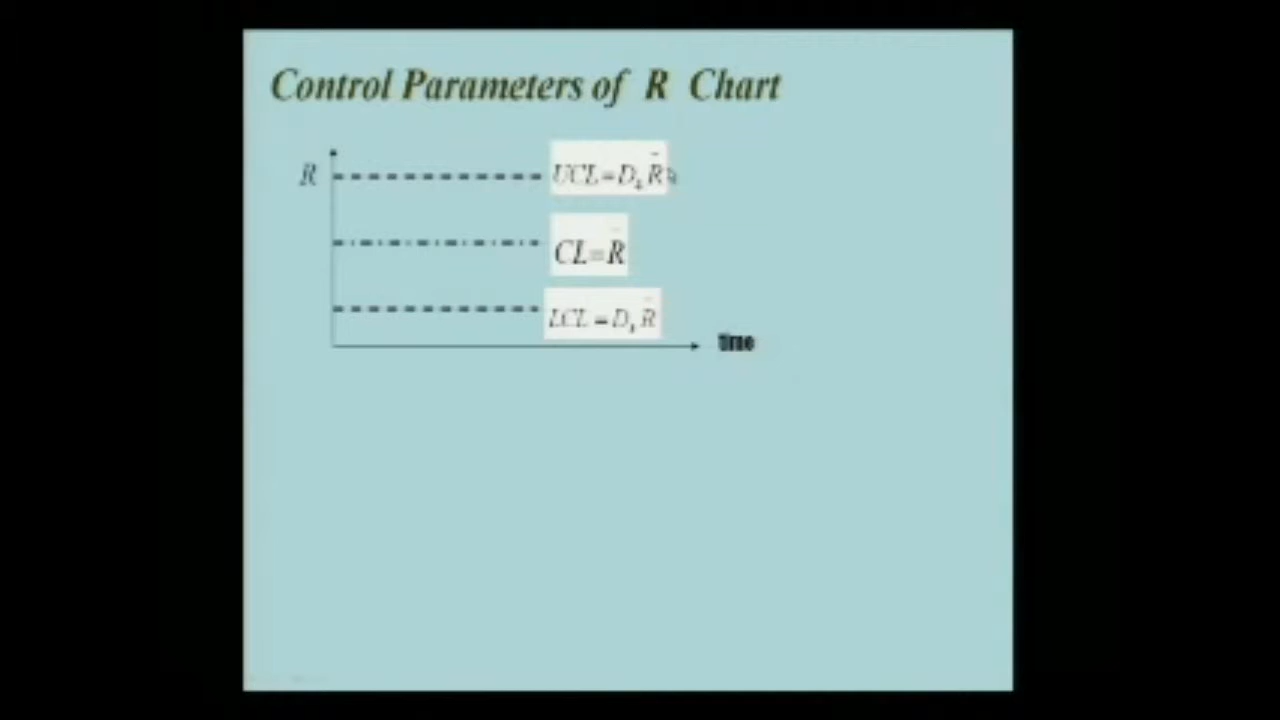 Control Parameters of R Chart
R
UCL = D₄ R̄
CL = R̄
LCL = D₃ R̄
time